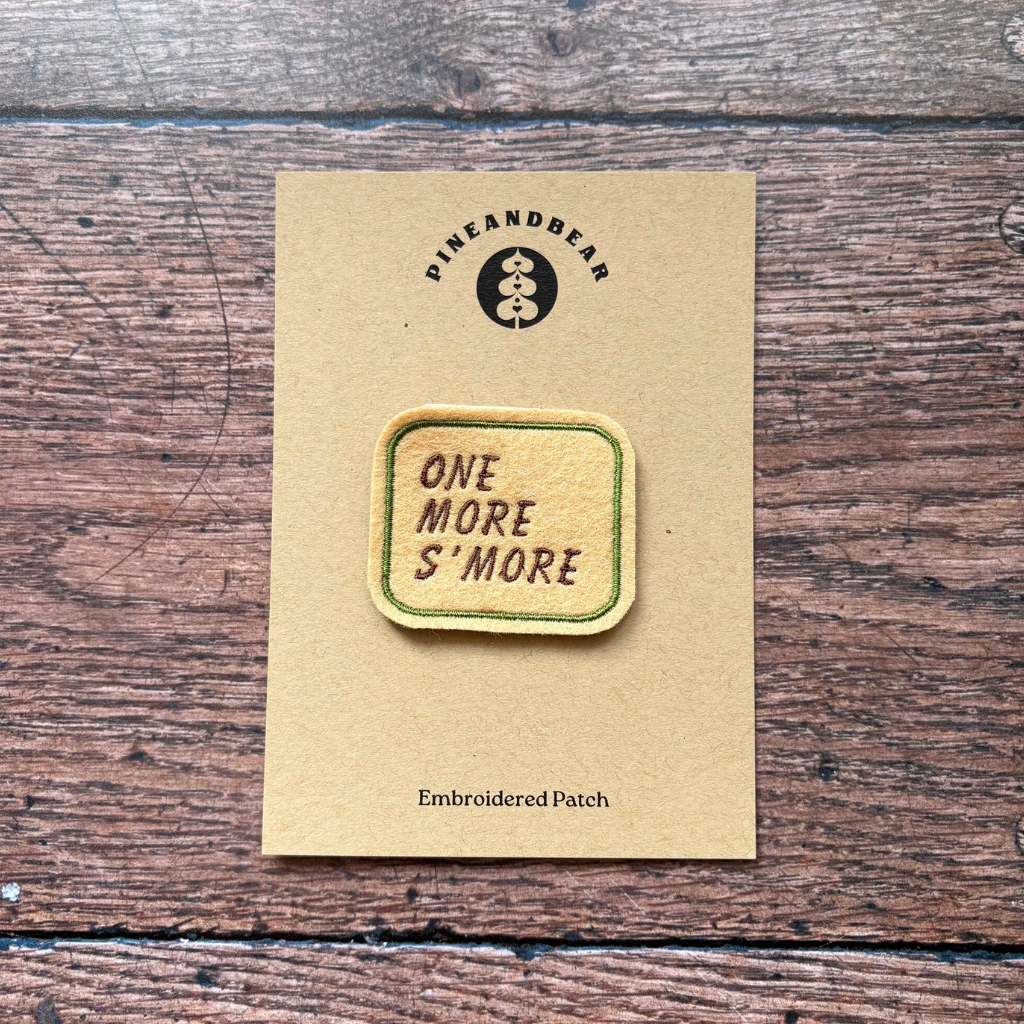 PINEANDBEAR
ONE
MORE
S'MORE
Embroidered Patch